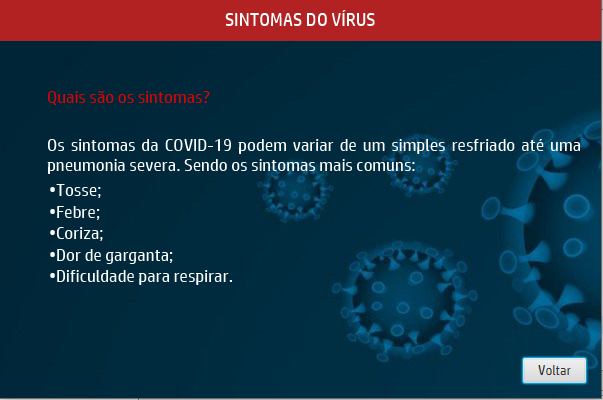 SINTOMAS DO VÍRUS
Quais são os sintomas?
Os sintomas da COVID-19 podem variar de um simples resfriado até uma
pneumonia severa. Sendo os sintomas mais comuns:
•Tosse;
•Febre;
•Coriza;
•Dor de garganta;
•Dificuldade para respirar.
Voltar